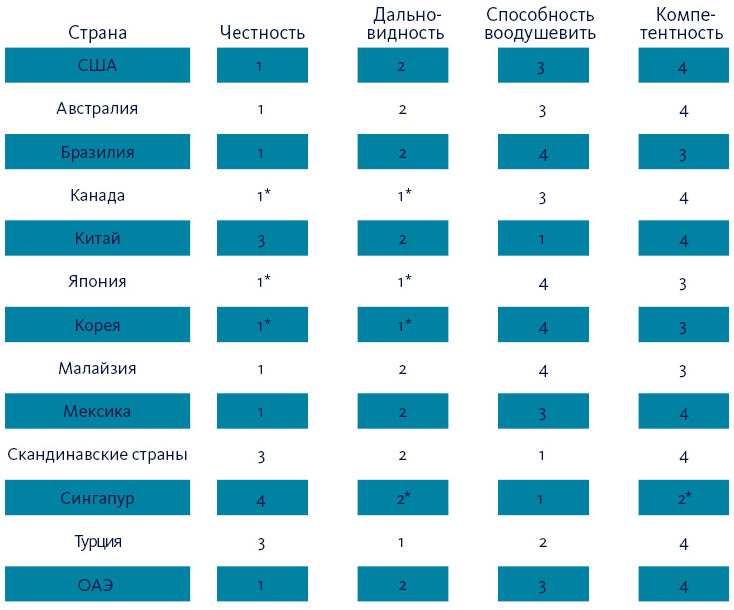 Страна Честность Дально-видность Способность воодушевить Компе-тентность
США 1 2 3 4
Австралия 1 2 3 4
Бразилия 1 2 4 3
Канада 1* 1* 3 4
Китай 3 2 1 4
Япония 1* 1* 4 3
Корея 1* 1* 4 3
Малайзия 1 2 4 3
Мексика 1 2 3 4
Скандинавские страны 3 2 1 4
Сингапур 4 2* 1 2*
Турция 3 1 2 4
ОАЭ 1 2 3 4